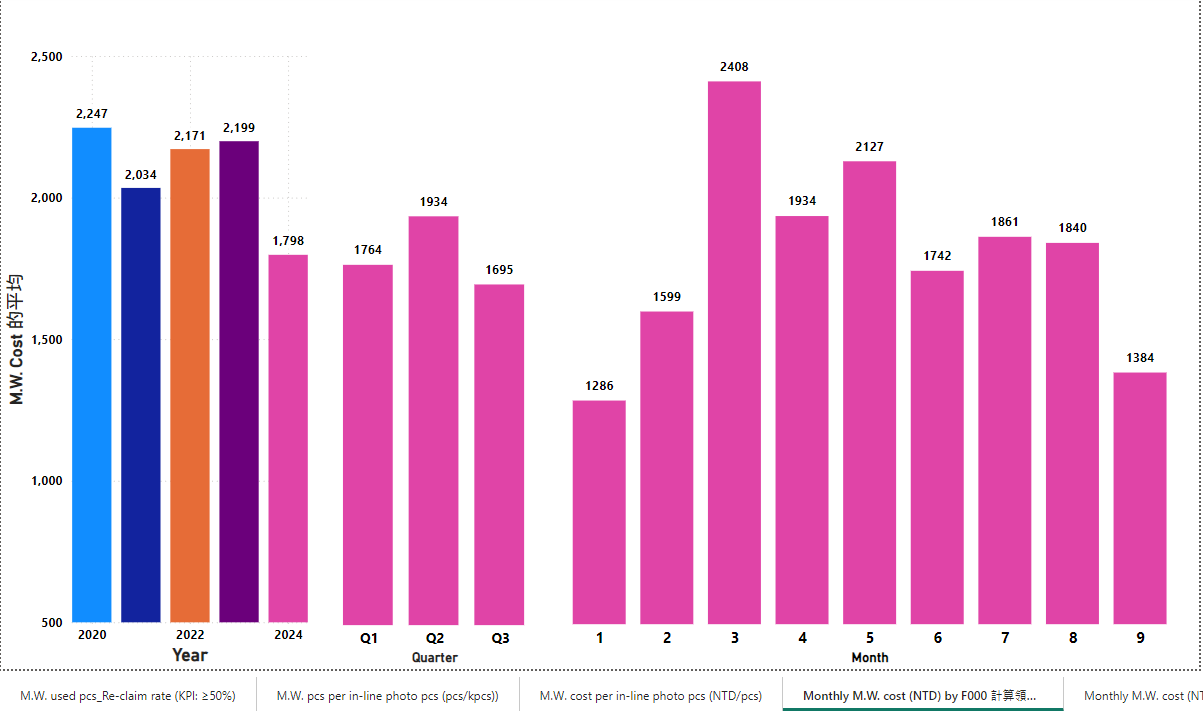 2,500
2,000
1,500
1,000
500
M.W. Cost 的平均
2,247
2,034
2,171
2,199
1,798
2020
2022
2024
Year
1764
1934
1695
Q1
Q2
Q3
Quarter
1286
1599
2408
1934
2127
1742
1861
1840
1384
1
2
3
4
5
6
7
8
9
Month
M.W. used pcs_Re-claim rate (KPI: ≥50%)
M.W. pcs per in-line photo pcs (pcs/kpcs))
M.W. cost per in-line photo pcs (NTD/pcs)
Monthly M.W. cost (NTD) by F000 計算領...
Monthly M.W. cost (NT